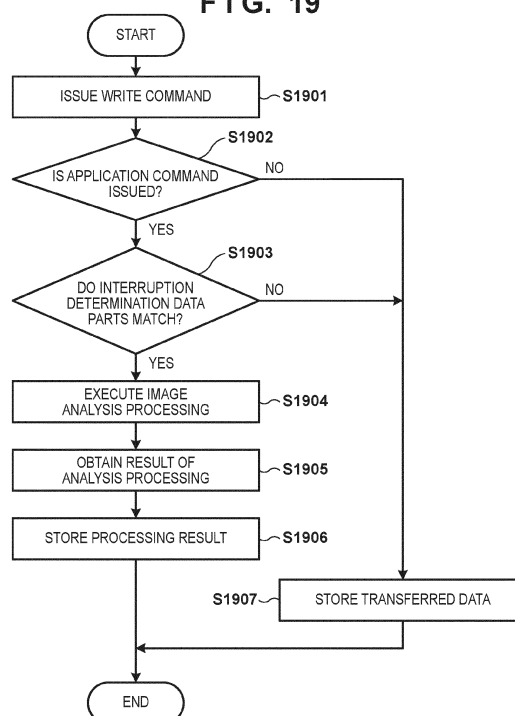 FIG. 19
START
ISSUE WRITE COMMAND
S1901
S1902
IS APPLICATION COMMAND
ISSUED?
NO
YES
S1903
DO INTERRUPTION
DETERMINATION DATA
PARTS MATCH?
NO
YES
EXECUTE IMAGE
ANALYSIS PROCESSING
S1904
OBTAIN RESULT OF
ANALYSIS PROCESSING
S1905
STORE PROCESSING RESULT
S1906
S1907
STORE TRANSFERRED DATA
END